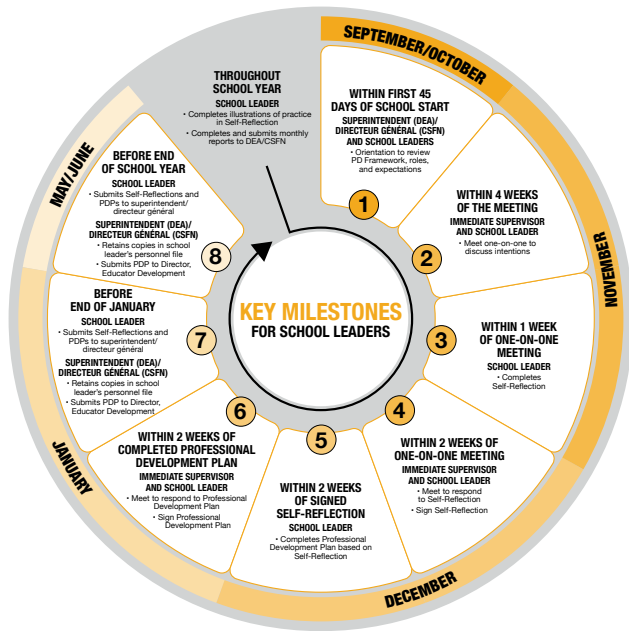 KEY MILESTONES
FOR SCHOOL LEADERS
THROUGHOUT
SCHOOL YEAR
SCHOOL LEADER
• Completes illustrations of practice
in Self-Reflection
• Completes and submits monthly
reports to DEA/CSFN
SEPTEMBER/OCTOBER
WITHIN FIRST 45
DAYS OF SCHOOL START
SUPERINTENDENT (DEA)/
DIRECTEUR GÉNÉRAL (CSFN)
AND SCHOOL LEADERS
• Orientation to review
PD Framework, roles,
and expectations
1
NOVEMBER
WITHIN 4 WEEKS
OF THE MEETING
IMMEDIATE SUPERVISOR
AND SCHOOL LEADER
• Meet one-on-one to
discuss intentions
2
WITHIN 1 WEEK
OF ONE-ON-ONE
MEETING
SCHOOL LEADER
• Completes
Self-Reflection
3
DECEMBER
WITHIN 2 WEEKS OF
ONE-ON-ONE MEETING
IMMEDIATE SUPERVISOR
AND SCHOOL LEADER
• Meet to respond
to Self-Reflection
• Sign Self-Reflection
4
WITHIN 2 WEEKS
OF SIGNED
SELF-REFLECTION
SCHOOL LEADER
• Completes Professional
Development Plan based on
Self-Reflection
5
JANUARY
WITHIN 2 WEEKS OF
COMPLETED PROFESSIONAL
DEVELOPMENT PLAN
IMMEDIATE SUPERVISOR
AND SCHOOL LEADER
• Meet to respond to Professional
Development Plan
• Sign Professional
Development Plan
6
BEFORE
END OF JANUARY
SCHOOL LEADER
• Submits Self-Reflections and
PDPs to superintendent/
directeur général
SUPERINTENDENT (DEA)/
DIRECTEUR GÉNÉRAL (CSFN)
• Retains copies in school
leader's personnel file
• Submits PDP to Director,
Educator Development
7
MAY/JUNE
BEFORE END
OF SCHOOL YEAR
SCHOOL LEADER
• Submits Self-Reflections and
PDPs to superintendent/
directeur général
SUPERINTENDENT (DEA)/
DIRECTEUR GÉNÉRAL (CSFN)
• Retains copies in school
leader's personnel file
• Submits PDP to Director,
Educator Development
8